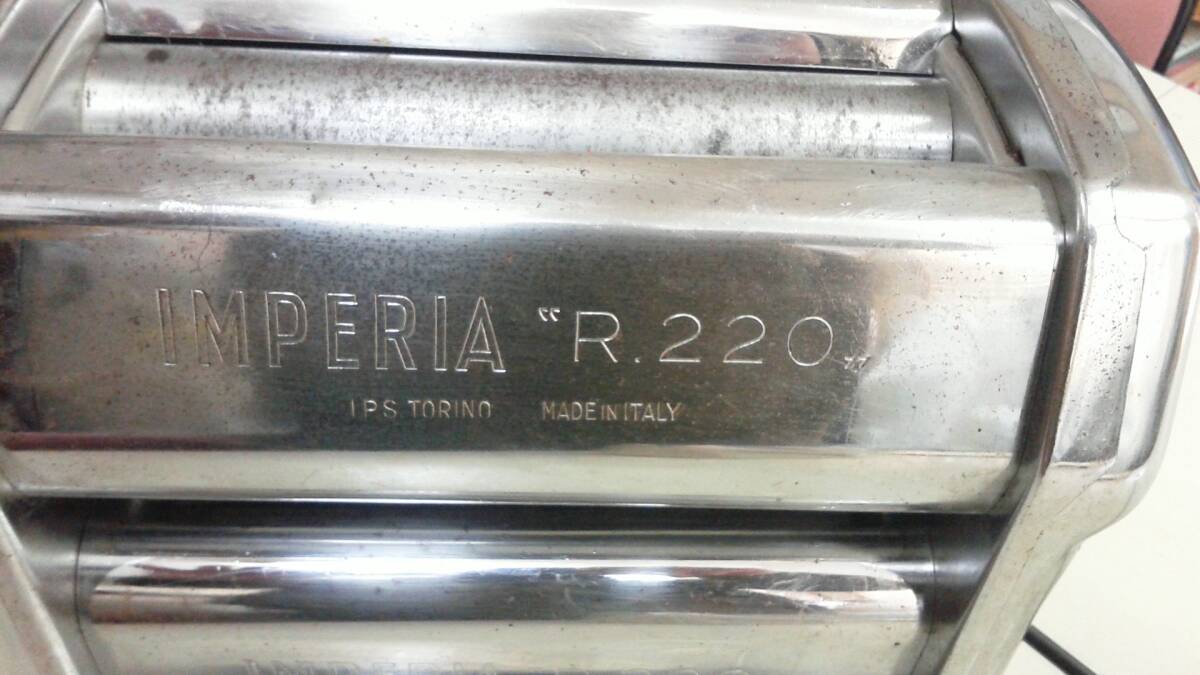 IMPERIA “R.220„
I.P.S. TORINO MADE IN ITALY